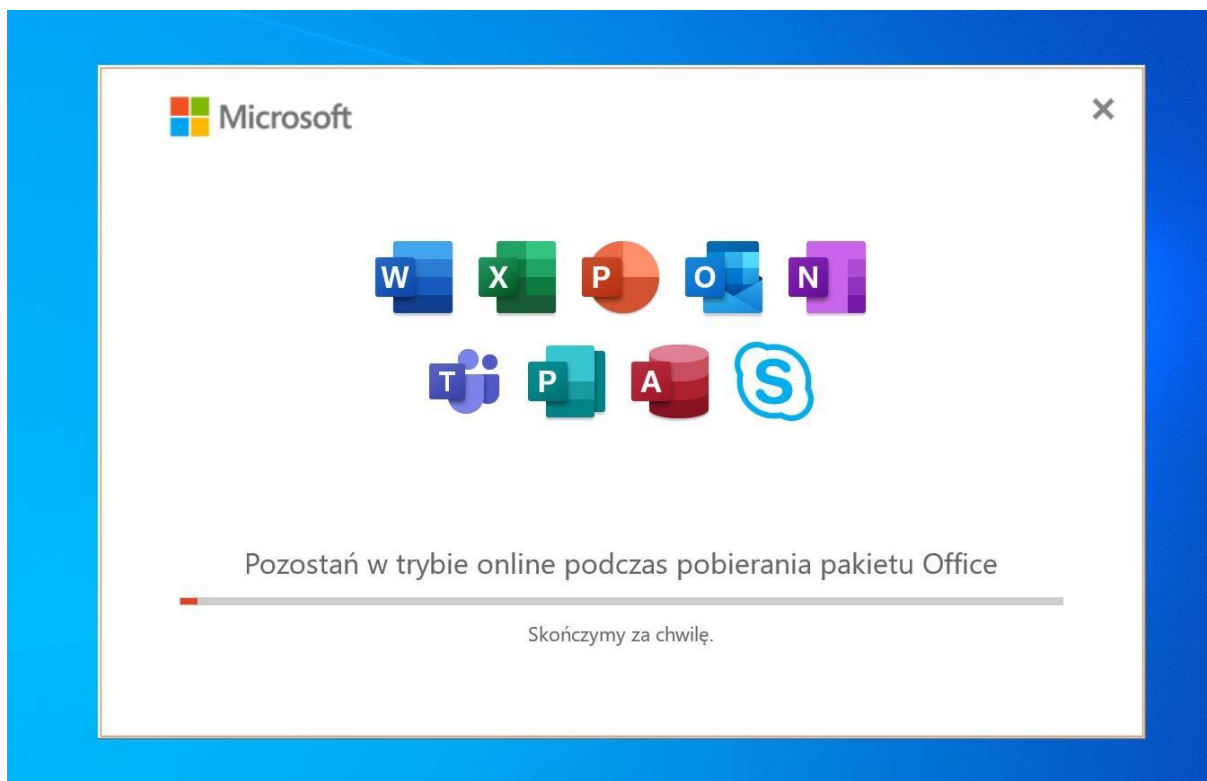 Microsoft
W X P O N
T P A S
Pozostań w trybie online podczas pobierania pakietu Office
Skończymy za chwilę.